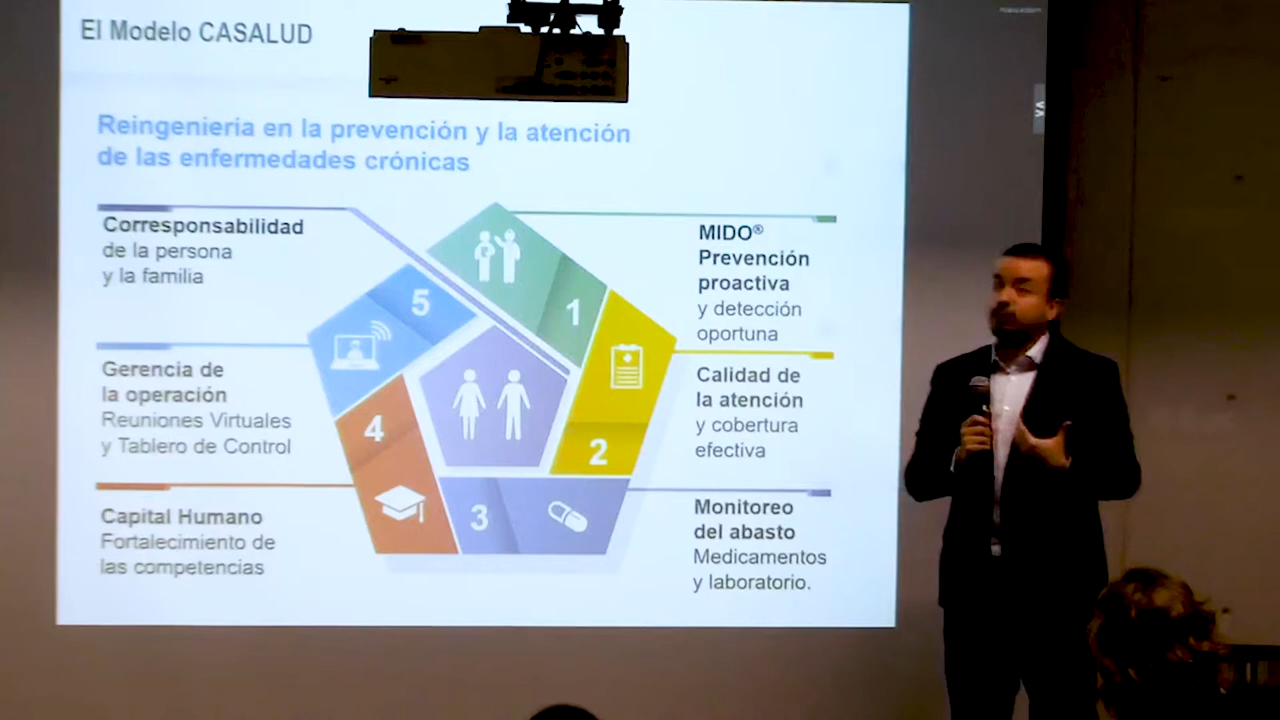 El Modelo CASALUD
Reingeniería en la prevención y la atención
de las enfermedades crónicas
Corresponsabilidad
de la persona
y la familia
Gerencia de
la operación
Reuniones Virtuales
y Tablero de Control
Capital Humano
Fortalecimiento de
las competencias
5
1
4
2
3
MIDO®
Prevención
proactiva
y detección
oportuna
Calidad de
la atención
y cobertura
efectiva
Monitoreo
del abasto
Medicamentos
y laboratorio.